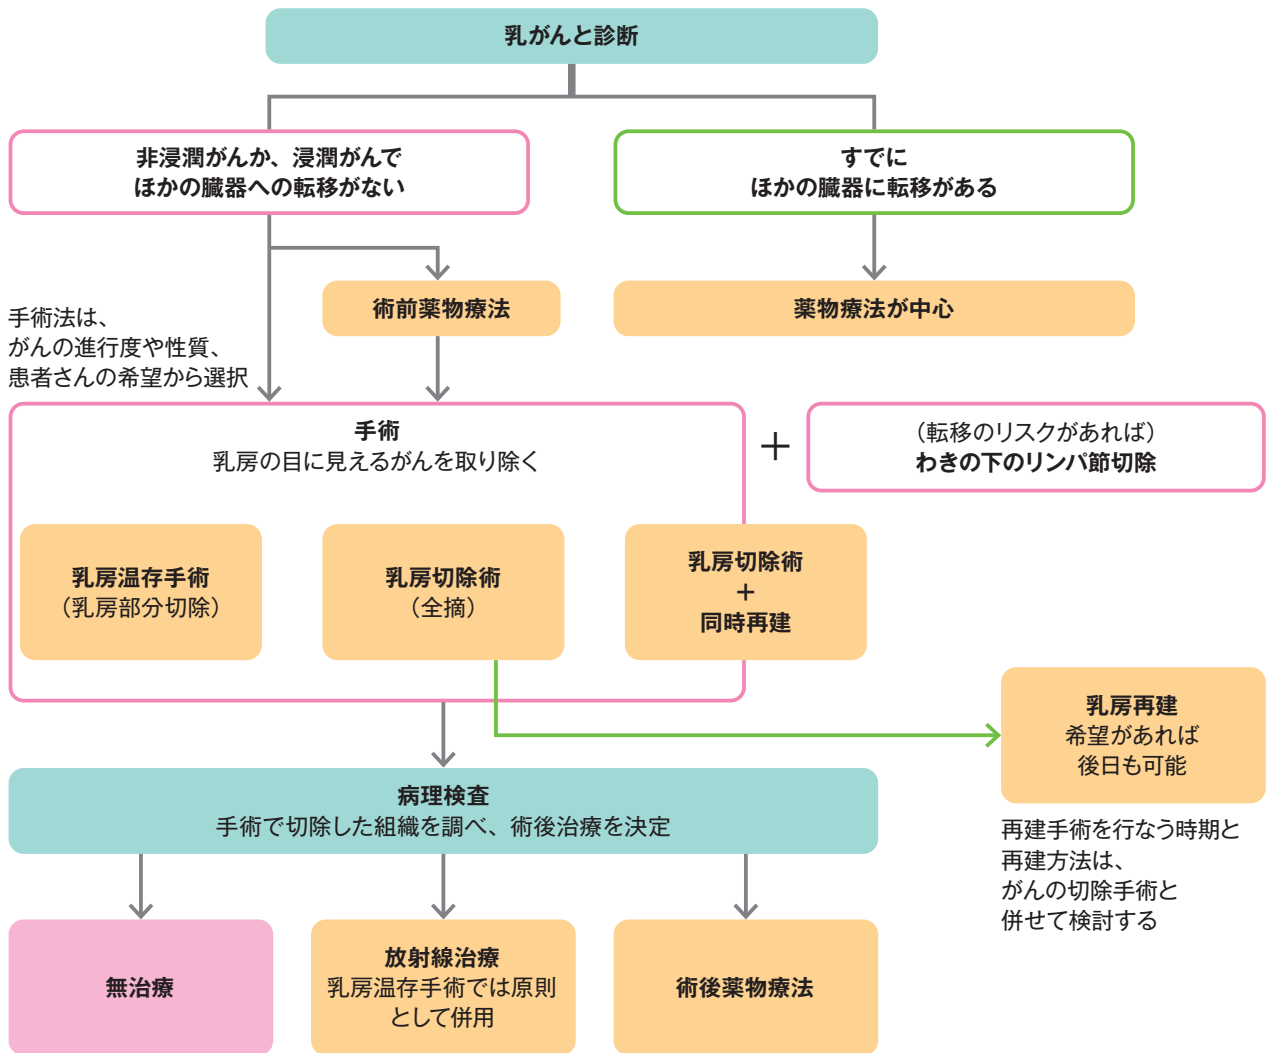 乳がんと診断
非浸潤がんか、浸潤がんで
ほかの臓器への転移がない
すでに
ほかの臓器に転移がある
術前薬物療法
薬物療法が中心
手術法は、
がんの進行度や性質、
患者さんの希望から選択
手術
乳房の目に見えるがんを取り除く
+
（転移のリスクがあれば）
わきの下のリンパ節切除
乳房温存手術
（乳房部分切除）
乳房切除術
（全摘）
乳房切除術
+
同時再建
乳房再建
希望があれば
後日も可能
再建手術を行なう時期と
再建方法は、
がんの切除手術と
併せて検討する
病理検査
手術で切除した組織を調べ、術後治療を決定
無治療
放射線治療
乳房温存手術では原則
として併用
術後薬物療法